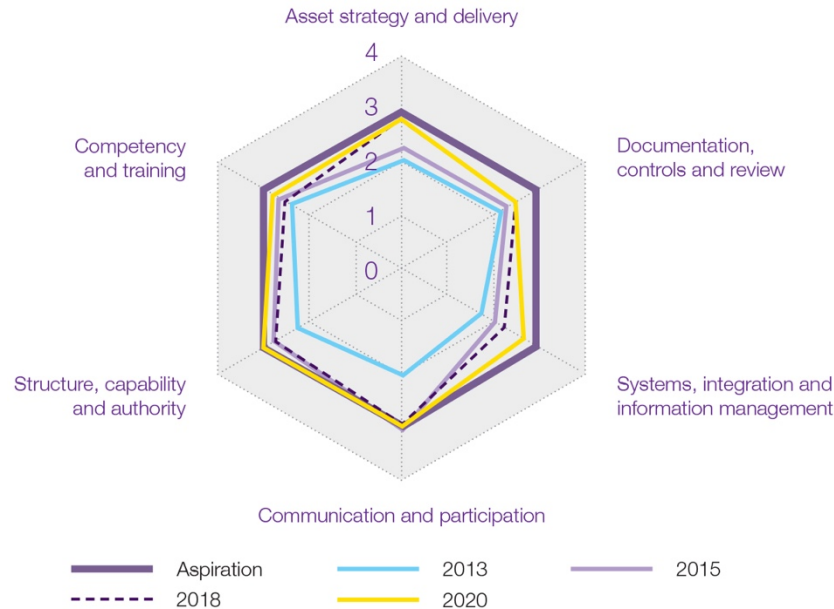 Asset strategy and delivery
4
3
2
1
0
Competency
and training
Documentation,
controls and review
Structure, capability
and authority
Systems, integration and
information management
Communication and participation
Aspiration
2013
2015
2018
2020